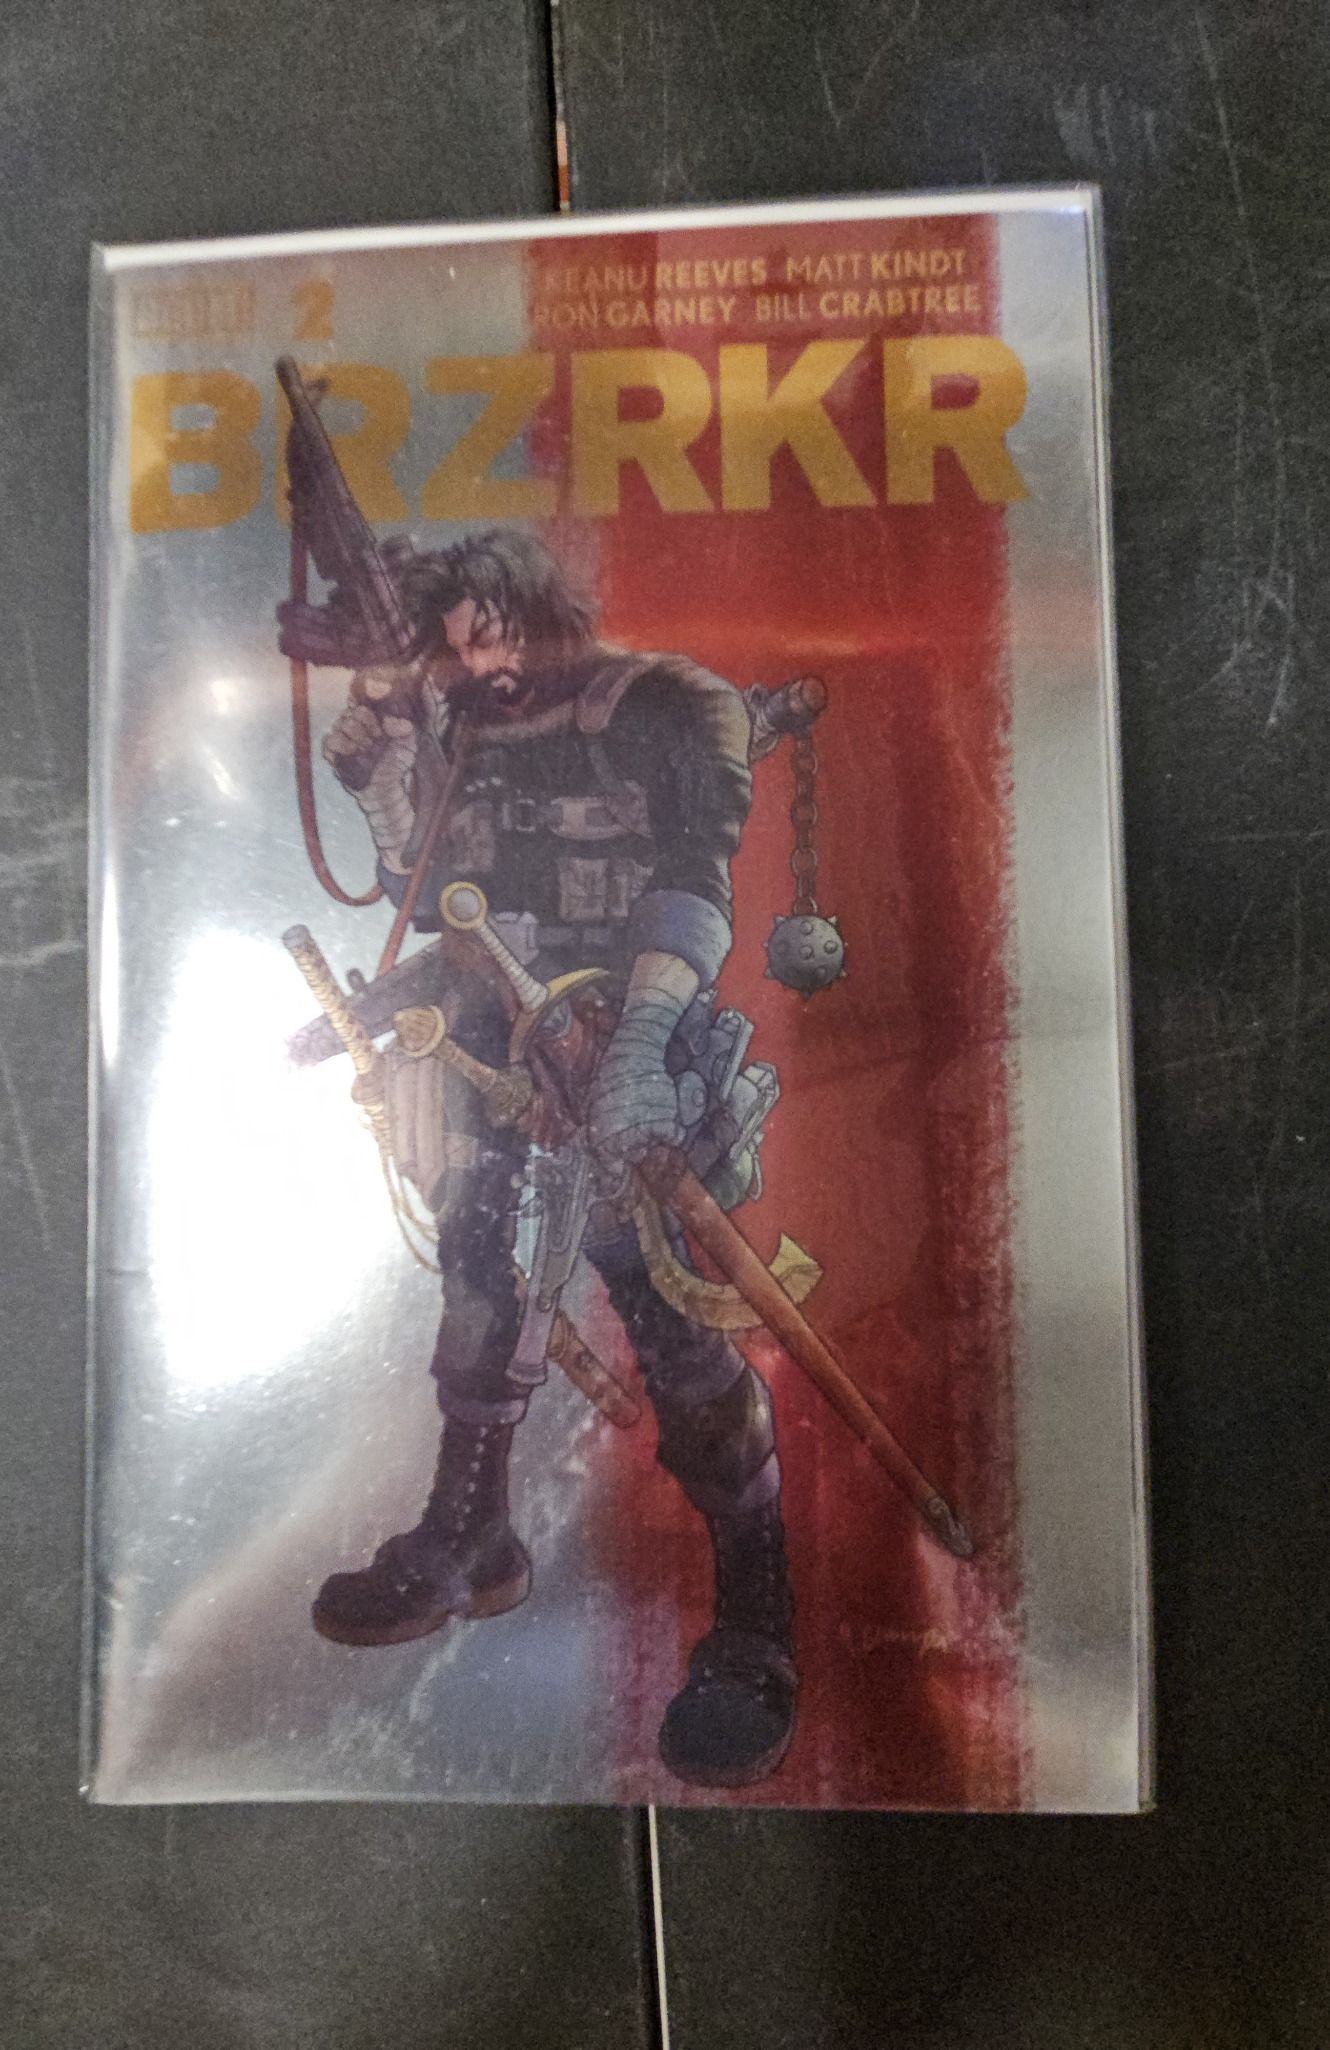 2
KEANU REEVES MATT KINDT
RON GARNEY BILL CRABTREE
BRZRKR